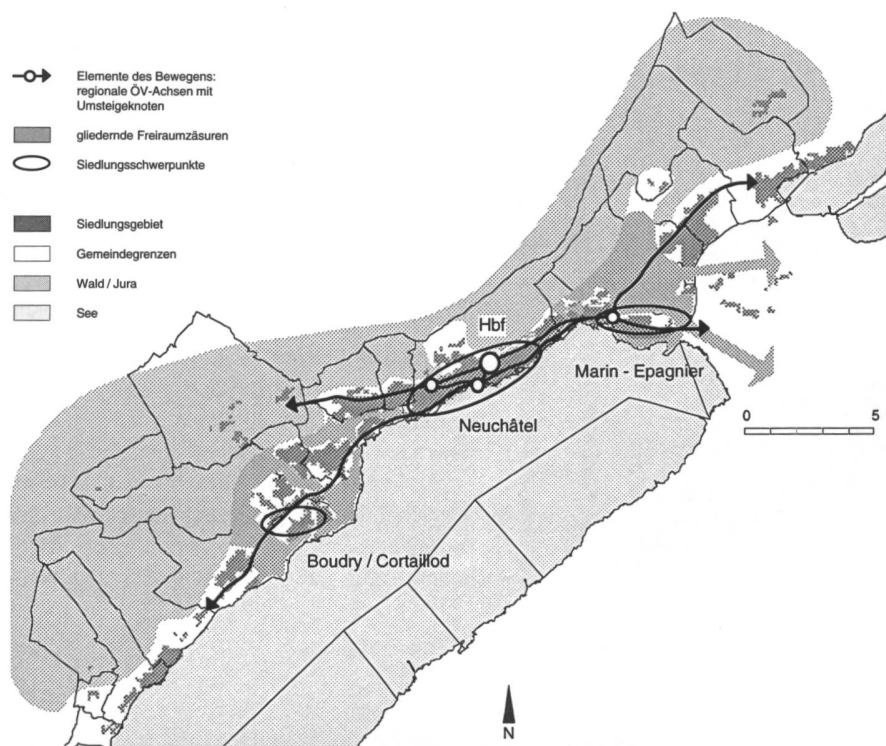 Elemente des Bewegens:
regionale ÖV-Achsen mit
Umsteigeknoten
gliedernde Freiraumzäsuren
Siedlungsschwerpunkte
Siedlungsgebiet
Gemeindegrenzen
Wald / Jura
See
Hbf
Marin - Epagnier
Neuchâtel
0 5
Boudry / Cortaillod
N